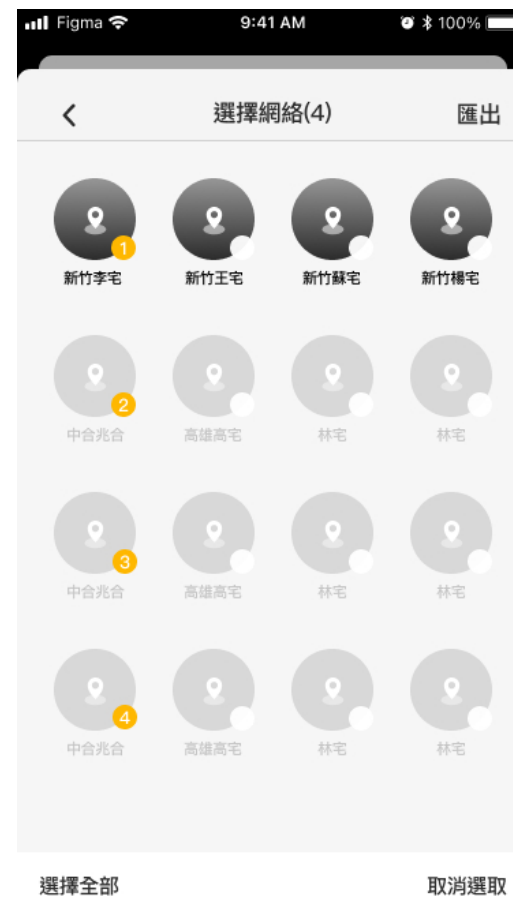 Figma 9:41 AM 100%
選擇網絡(4) 匯出
1
新竹李宅 新竹王宅 新竹蘇宅 新竹楊宅
2
中合兆合 高雄高宅 林宅 林宅
3
中合兆合 高雄高宅 林宅 林宅
4
中合兆合 高雄高宅 林宅 林宅
選擇全部 取消選取